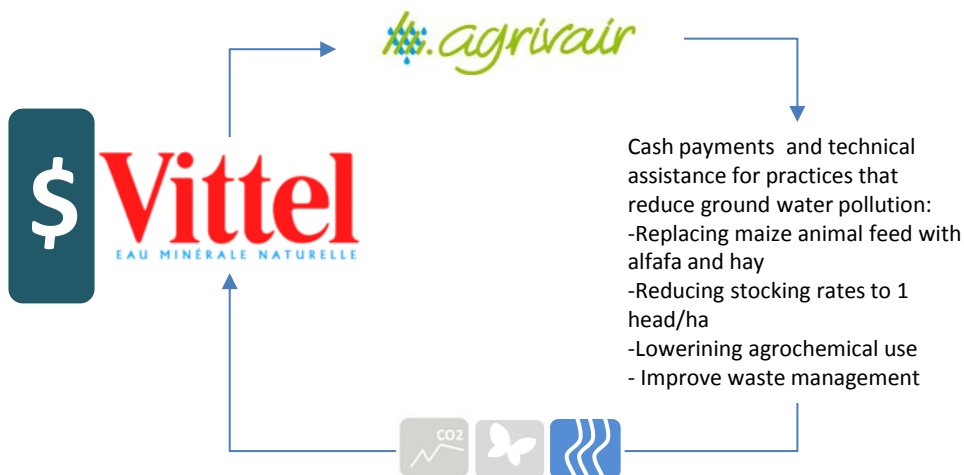 agrivair
$
Vittel
EAU MINÉRALE NATURELLE
Cash payments and technical
assistance for practices that
reduce ground water pollution:
-Replacing maize animal feed with
alfafa and hay
-Reducing stocking rates to 1
head/ha
-Lowerining agrochemical use
- Improve waste management
CO2